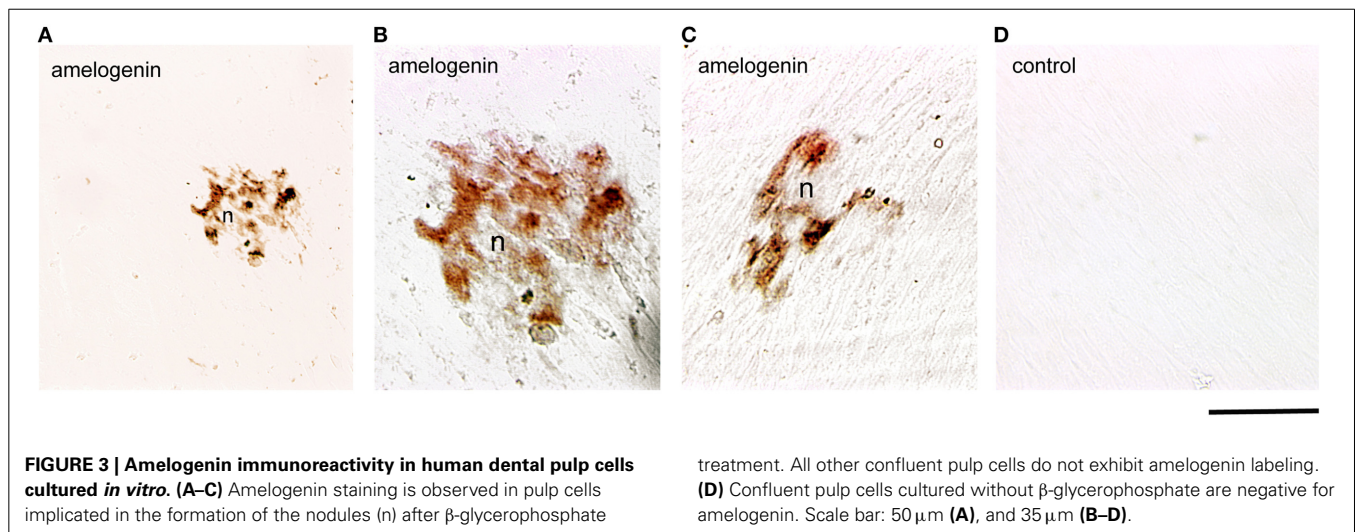 A
B
C
D
amelogenin
amelogenin
amelogenin
control
n
n
n
FIGURE 3 | Amelogenin immunoreactivity in human dental pulp cells
cultured in vitro. (A–C) Amelogenin staining is observed in pulp cells
implicated in the formation of the nodules (n) after β-glycerophosphate
treatment. All other confluent pulp cells do not exhibit amelogenin labeling.
(D) Confluent pulp cells cultured without β-glycerophosphate are negative for
amelogenin. Scale bar: 50 μm (A), and 35 μm (B–D).